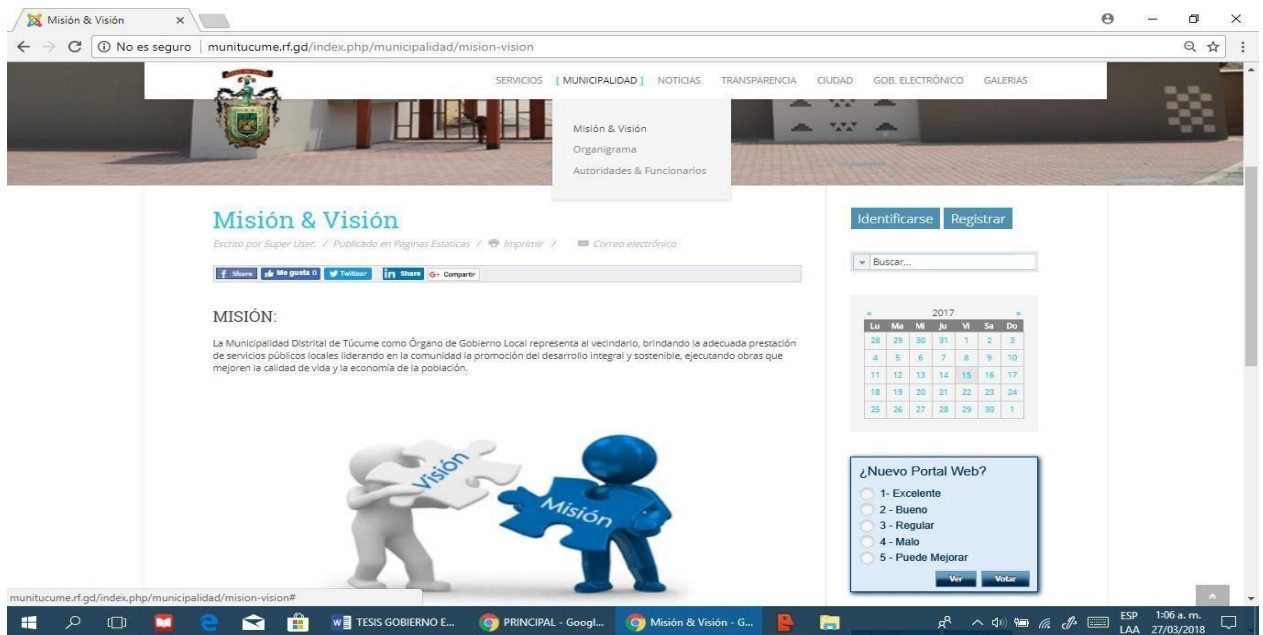 Misión & Visión
No es seguro | munitucume.rf.gd/index.php/municipalidad/mision-vision
SERVICIOS [ MUNICIPALIDAD ] NOTICIAS TRANSPARENCIA CIUDAD GOB. ELECTRÓNICO GALERIAS
Misión & Visión
Organigrama
Autoridades & Funcionarios
Misión & Visión
Escrito por Super User. / Publicado en Paginas Estaticas / Imprimir / Correo electrónico
Share Me gusta 0 Twittear Share G+ Compartir
MISIÓN:
La Municipalidad Distrital de Túcume como Órgano de Gobierno Local representa al vecindario, brindando la adecuada prestación
de servicios públicos locales liderando en la comunidad la promoción del desarrollo integral y sostenible, ejecutando obras que
mejoren la calidad de vida y la economía de la población.
Visión
Misión
Identificarse Registrar
Buscar...
« 2017 »
Lu Ma Mi Ju Vi Sa Do
28 29 30 31 1 2 3
4 5 6 7 8 9 10
11 12 13 14 15 16 17
18 19 20 21 22 23 24
25 26 27 28 29 30 1
¿Nuevo Portal Web?
1- Excelente
2 - Bueno
3 - Regular
4 - Malo
5 - Puede Mejorar
Ver Votar
munitucume.rf.gd/index.php/municipalidad/mision-vision#
TESIS GOBIERNO E... PRINCIPAL - Googl... Misión & Visión - G... ESP 1:06 a. m.
LAA 27/03/2018